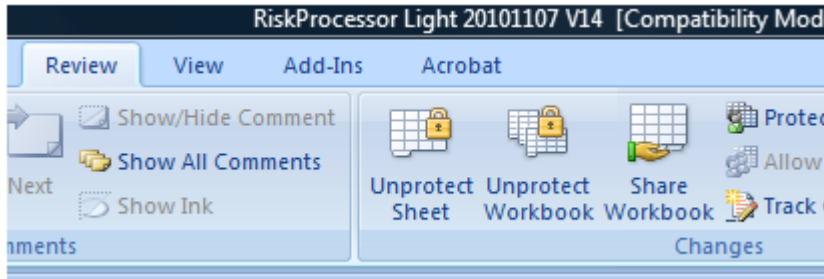 RiskProcessor Light 20101107 V14 [Compatibility Mod
Review View Add-Ins Acrobat
Next
Show/Hide Comment
Show All Comments
Show Ink
mments
Unprotect Sheet
Unprotect Workbook
Share Workbook
Protec
Allow
Track
Changes